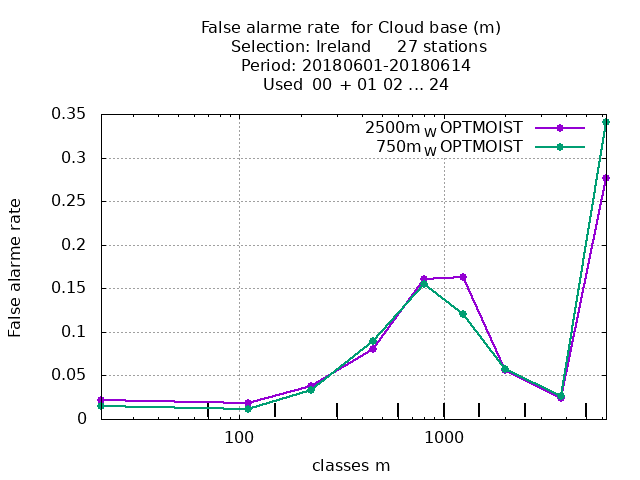 False alarme rate  for Cloud base (m)
Selection: Ireland     27 stations
Period: 20180601-20180614
Used  00 + 01 02 ... 24
0.35
0.3
0.25
0.2
0.15
0.1
0.05
0
False alarme rate
2500m W OPTMOIST
750m W OPTMOIST
100
1000
classes m